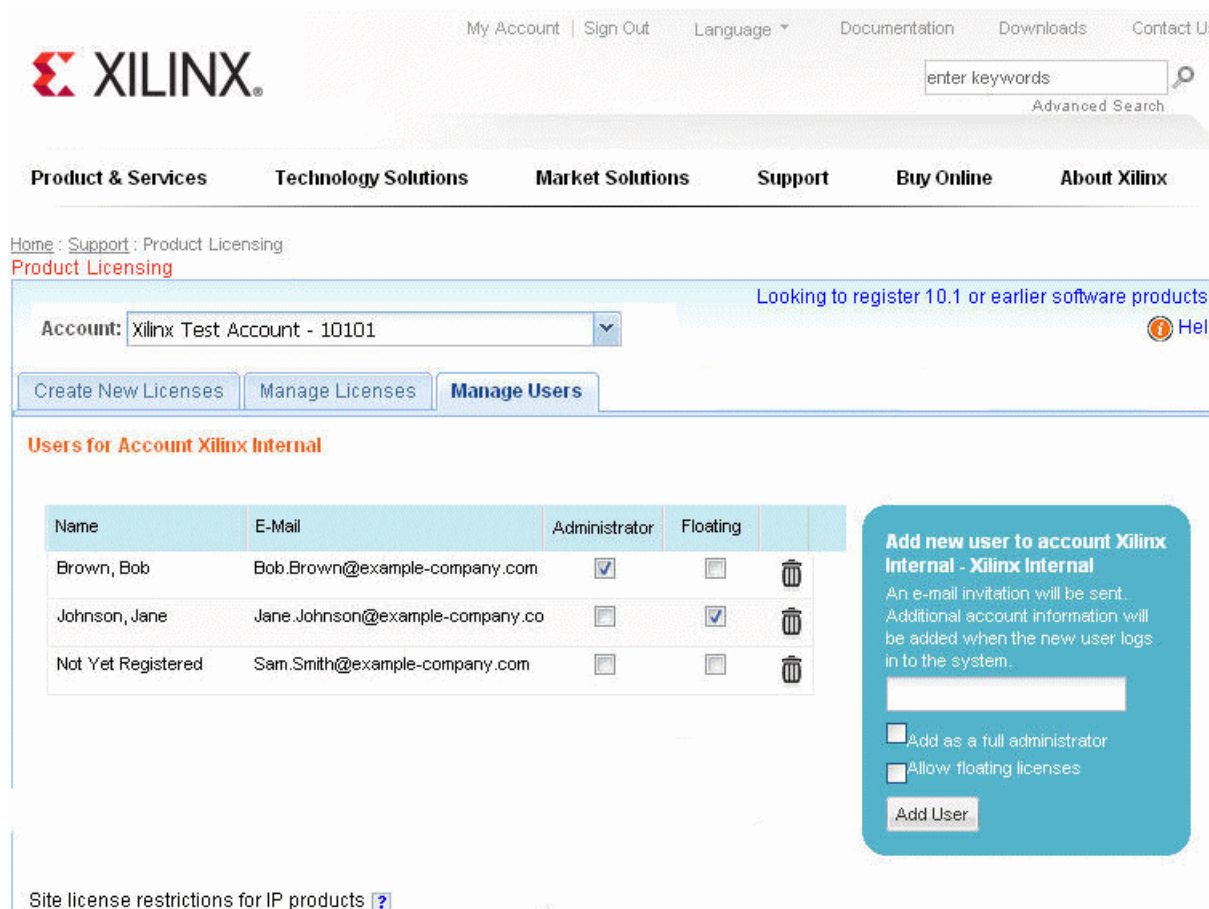 My Account | Sign Out Language Documentation Downloads Contact U
XILINX®
enter keywords
Advanced Search
Product & Services Technology Solutions Market Solutions Support Buy Online About Xilinx
Home : Support : Product Licensing
Product Licensing
Looking to register 10.1 or earlier software products
Account: Xilinx Test Account - 10101
Hel
Create New Licenses Manage Licenses Manage Users
Users for Account Xilinx Internal
Name E-Mail Administrator Floating
Brown, Bob Bob.Brown@example-company.com
Johnson, Jane Jane.Johnson@example-company.co
Not Yet Registered Sam.Smith@example-company.com
Add new user to account Xilinx
Internal - Xilinx Internal
An e-mail invitation will be sent.
Additional account information will
be added when the new user logs
in to the system.
Add as a full administrator
Allow floating licenses
Add User
Site license restrictions for IP products ?